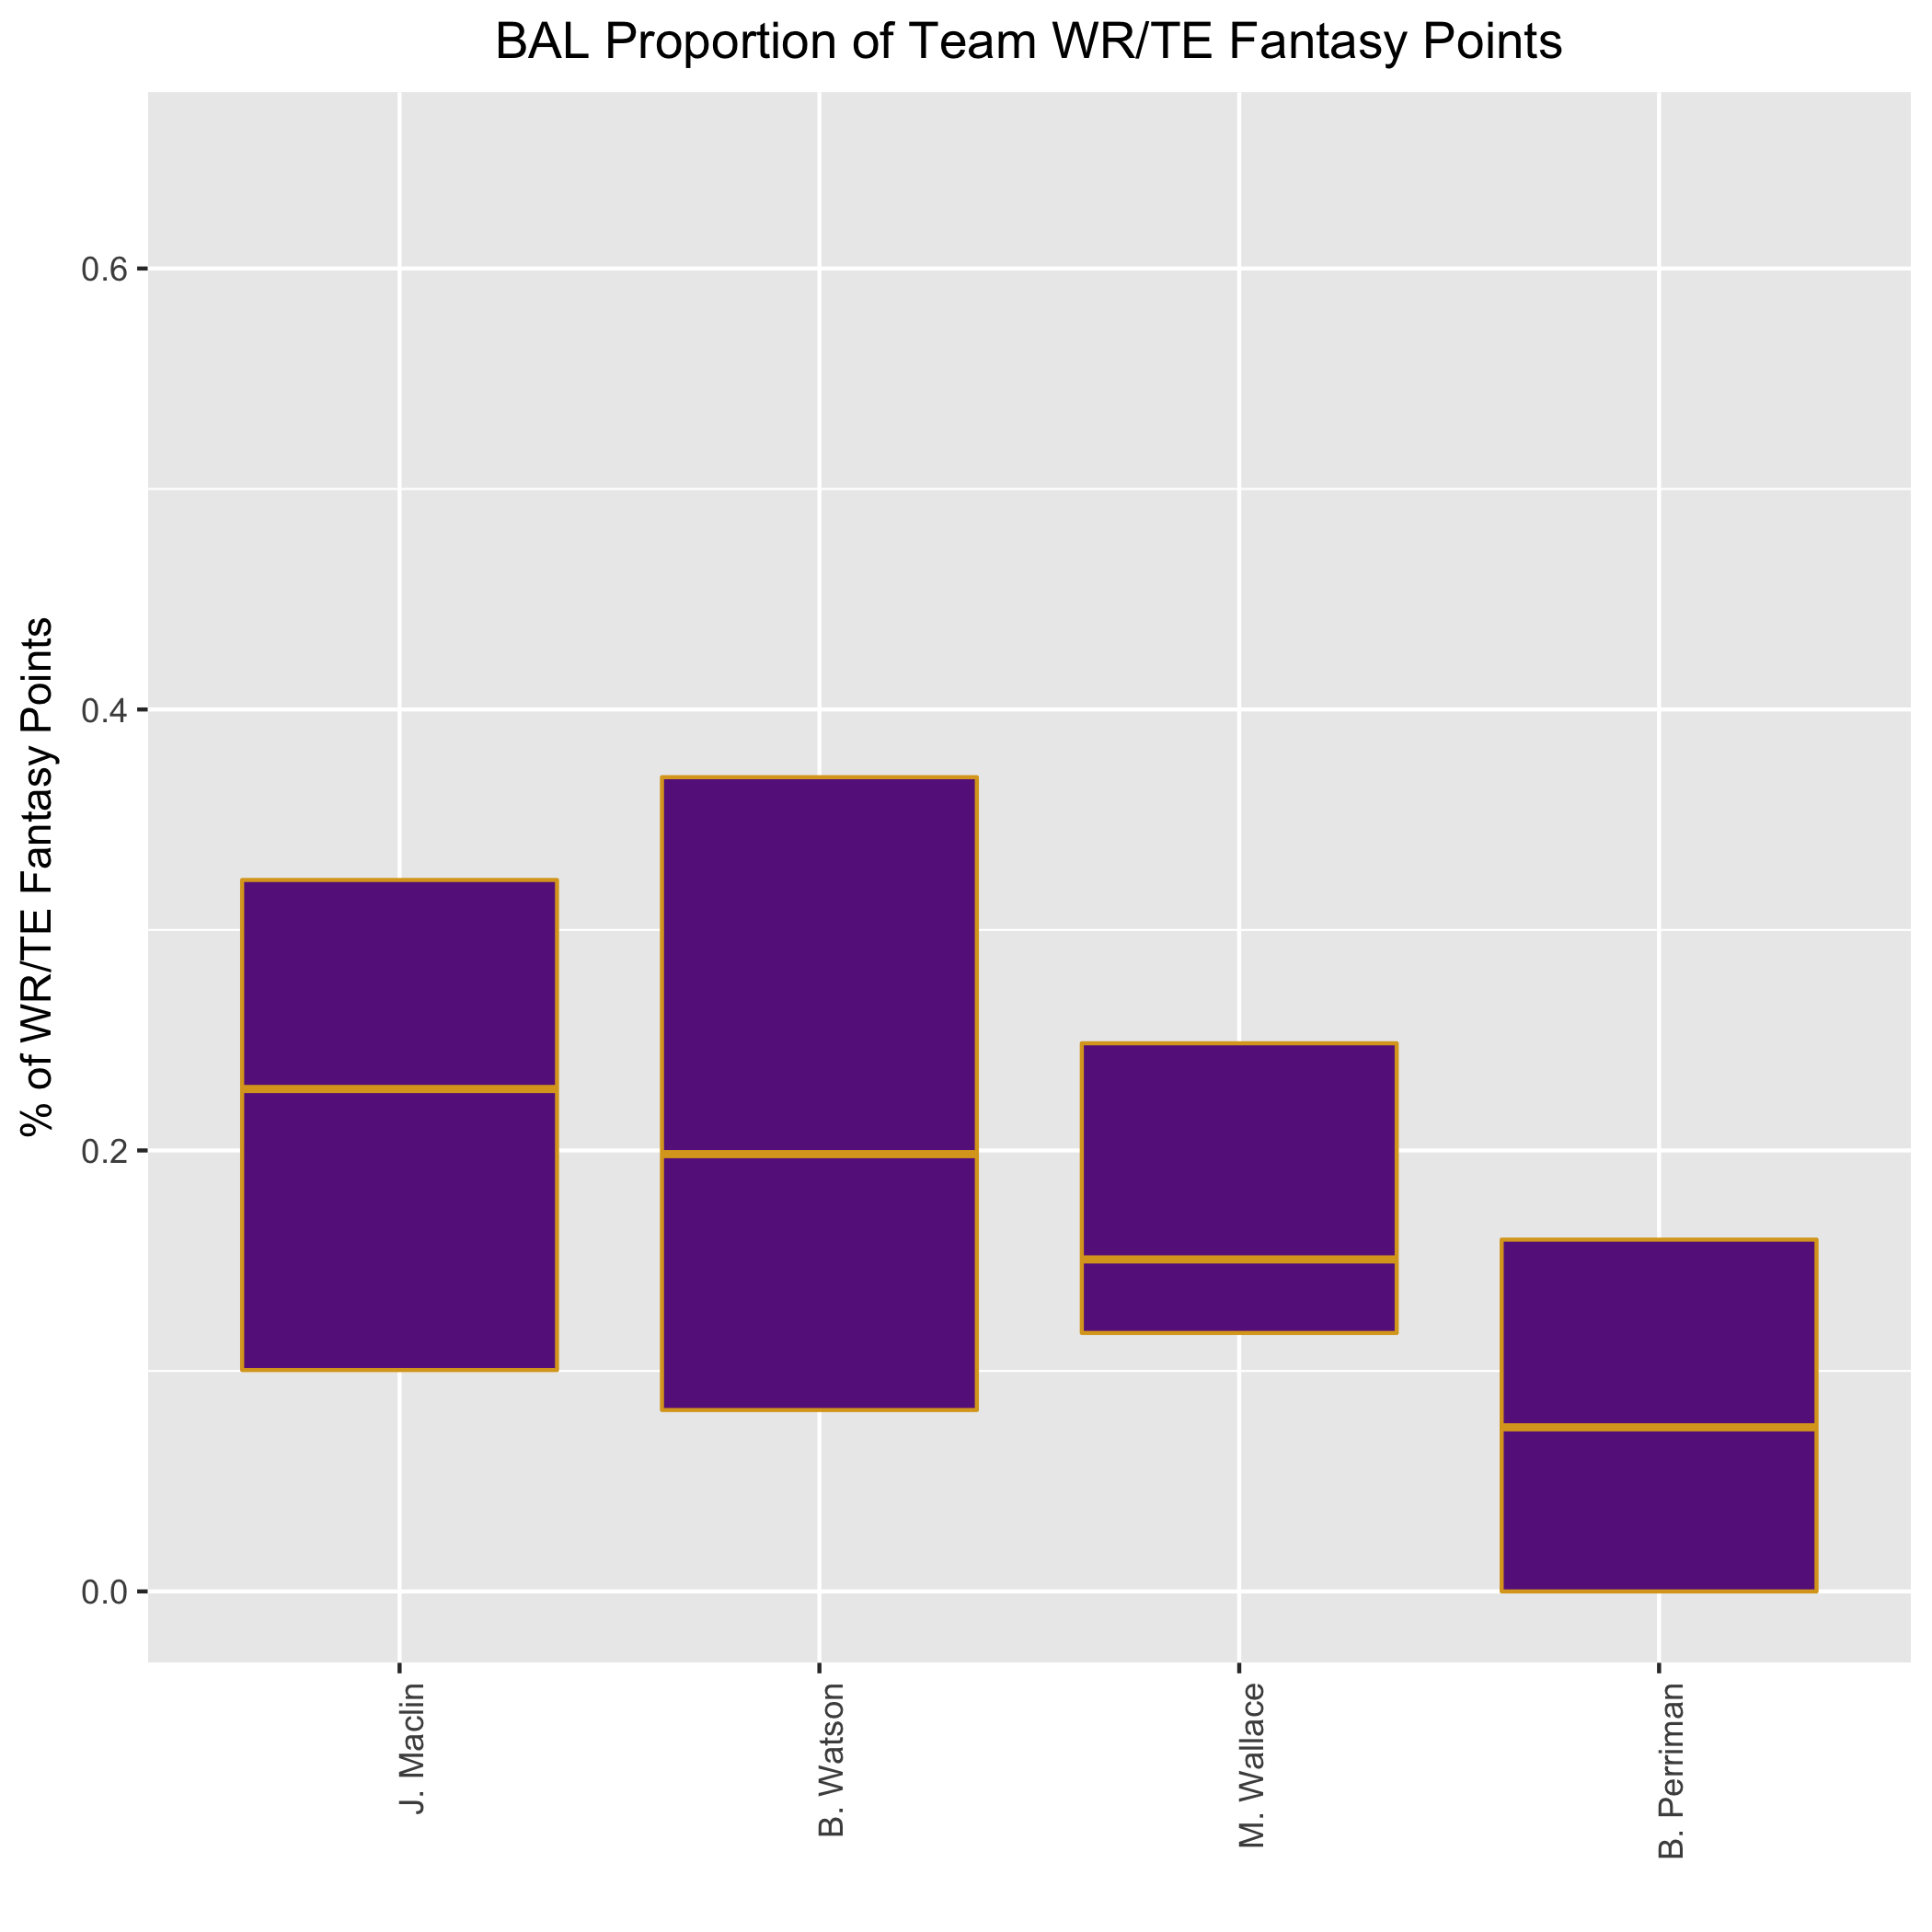 BAL Proportion of Team WR/TE Fantasy Points
% of WR/TE Fantasy Points
0.6
0.4
0.2
0.0
J. Maclin
B. Watson
M. Wallace
B. Perriman